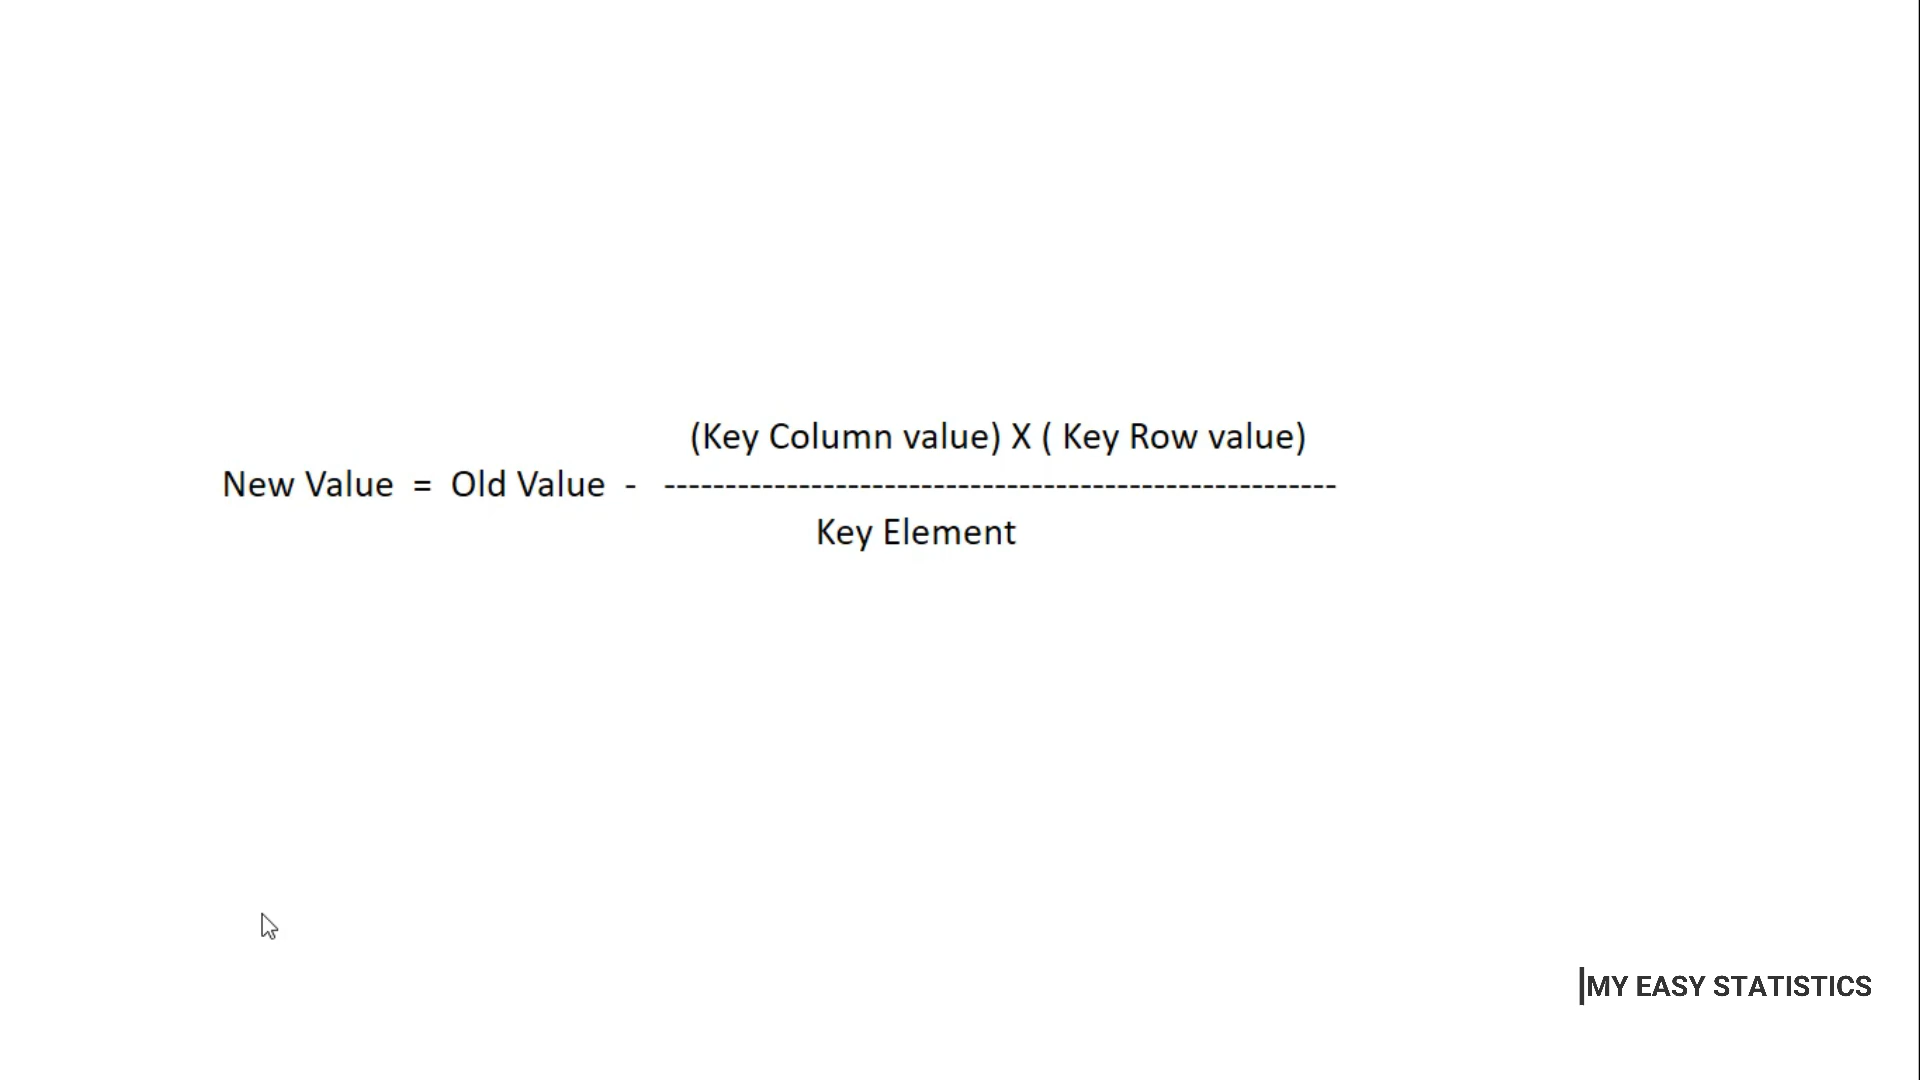 (Key Column value) X ( Key Row value)
New Value = Old Value - -------------------------------------------------------
Key Element
MY EASY STATISTICS